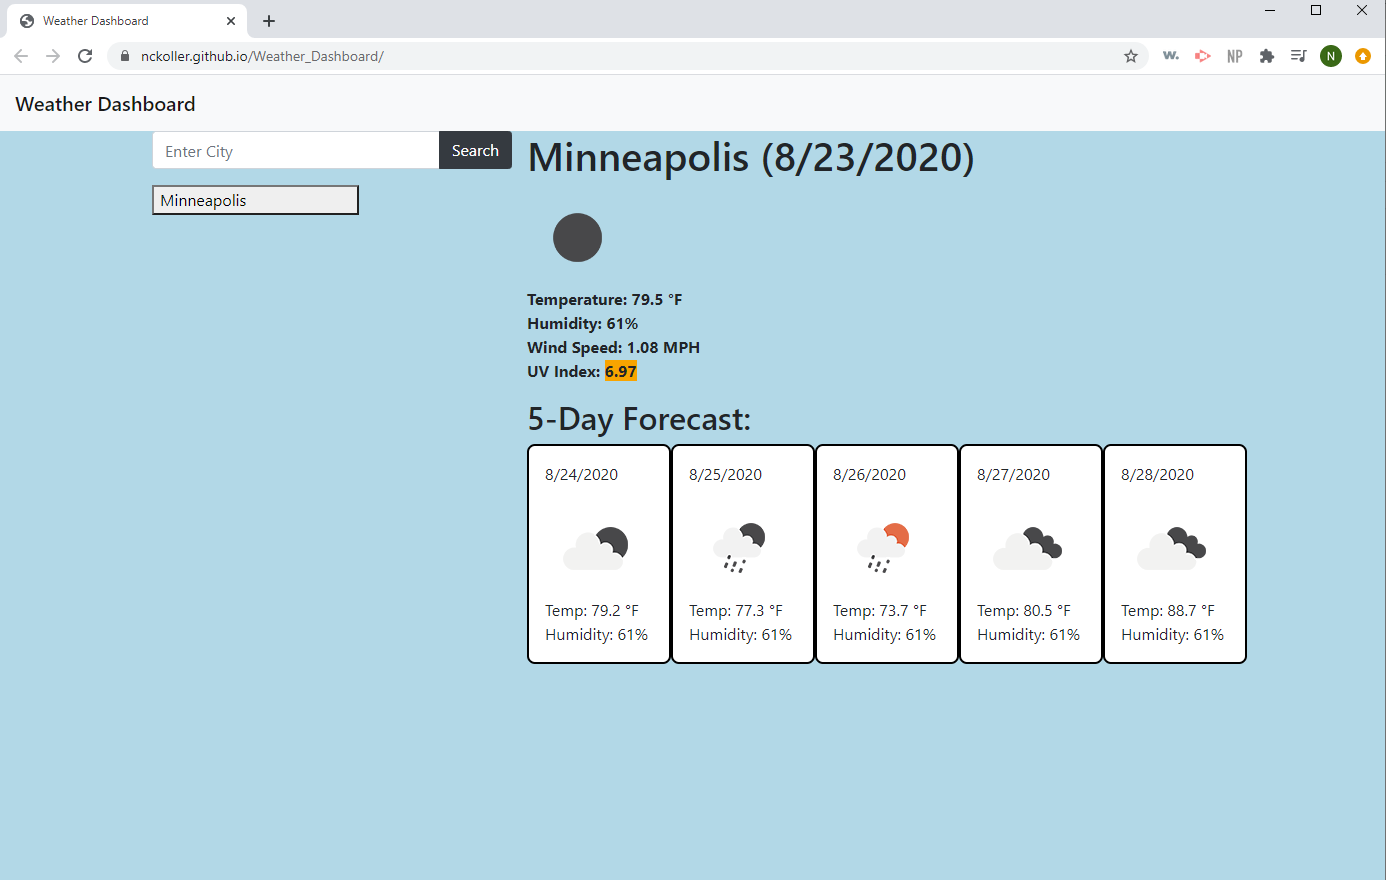 Weather Dashboard
nckoller.github.io/Weather_Dashboard/
w.
NP
N
Weather Dashboard
Enter City
Search
Minneapolis
Minneapolis (8/23/2020)
Temperature: 79.5 °F
Humidity: 61%
Wind Speed: 1.08 MPH
UV Index: 6.97
5-Day Forecast:
8/24/2020
Temp: 79.2 °F
Humidity: 61%
8/25/2020
Temp: 77.3 °F
Humidity: 61%
8/26/2020
Temp: 73.7 °F
Humidity: 61%
8/27/2020
Temp: 80.5 °F
Humidity: 61%
8/28/2020
Temp: 88.7 °F
Humidity: 61%